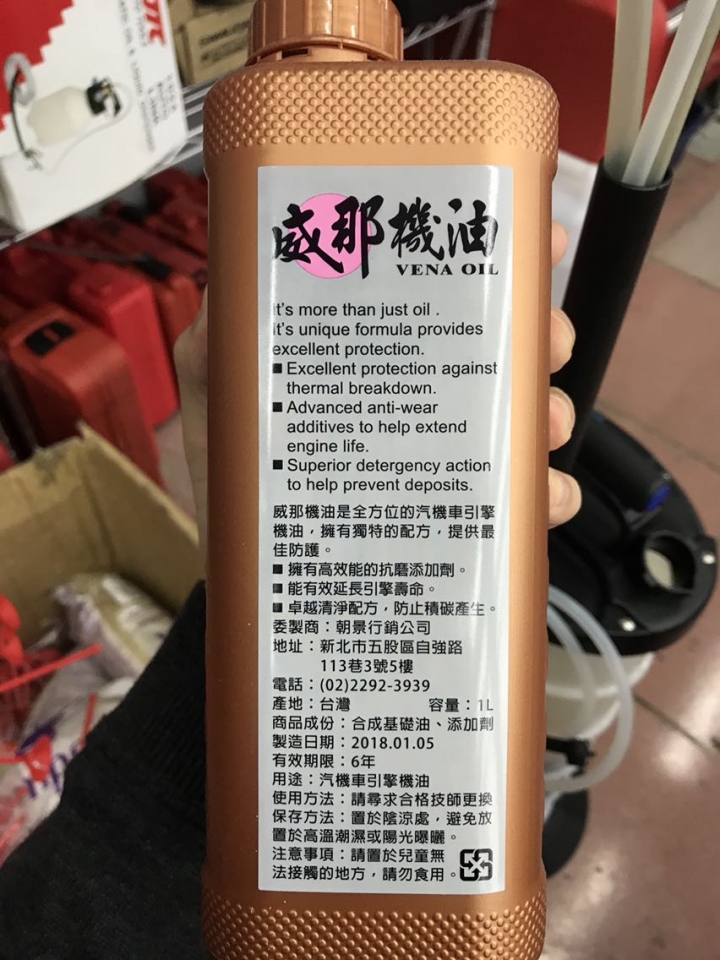 威那機油
VENA OIL
it's more than just oil .
it's unique formula provides
excellent protection.
■ Excellent protection against
thermal breakdown.
■ Advanced anti-wear
additives to help extend
engine life.
■ Superior detergency action
to help prevent deposits.
威那機油是全方位的汽機車引擎
機油，擁有獨特的配方，提供最
佳防護。
■ 擁有高效能的抗磨添加劑。
■ 能有效延長引擎壽命。
■ 卓越清淨配方，防止積碳產生。
委製商：朝景行銷公司
地址：新北市五股區自強路
113巷3號5樓
電話：(02)2292-3939
產地：台灣 容量：1L
商品成份：合成基礎油、添加劑
製造日期：2018.01.05
有效期限：6年
用途：汽機車引擎機油
使用方法：請尋求合格技師更換
保存方法：置於陰涼處，避免放
置於高溫潮濕或陽光曝曬。
注意事項：請置於兒童無
法接觸的地方，請勿食用。